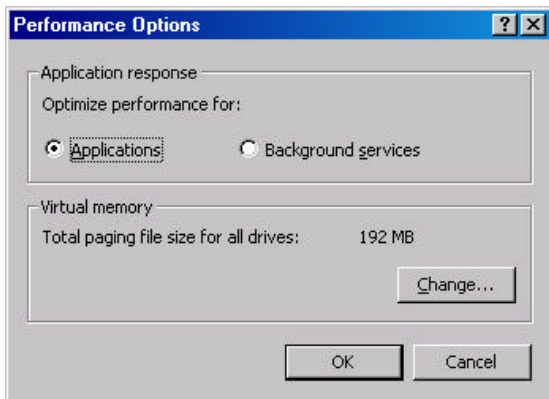 Performance Options
Application response
Optimize performance for:
Applications
Background services
Virtual memory
Total paging file size for all drives: 192 MB
Change...
OK Cancel